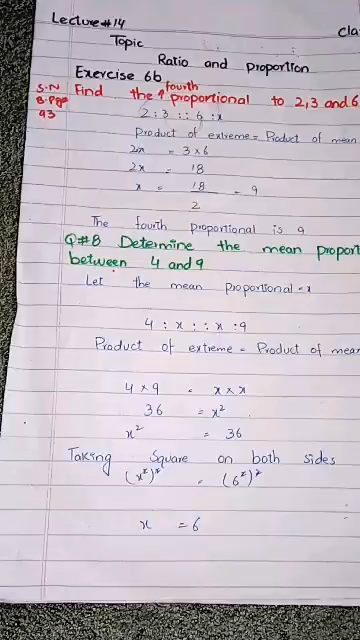 Lecture#14
Cla
Topic
Ratio and proportion
Exercise 6b
S.N
B.Pge
93
Find the fourth proportional to 2,3 and 6
2:3 :: 6 :x
Product of extreme = Product of mean
2x = 3 x 6
2x = 18
x = 18/2 = 9
The fourth proportional is 9
Q#8 Determine the mean proport
between 4 and 9
Let the mean proportional = x
4 : x : : x : 9
Product of extreme = Product of mean
4 x 9 = x x x
36 = x²
x² = 36
Taking Square on both sides
(x²)² = (6²)²
x = 6